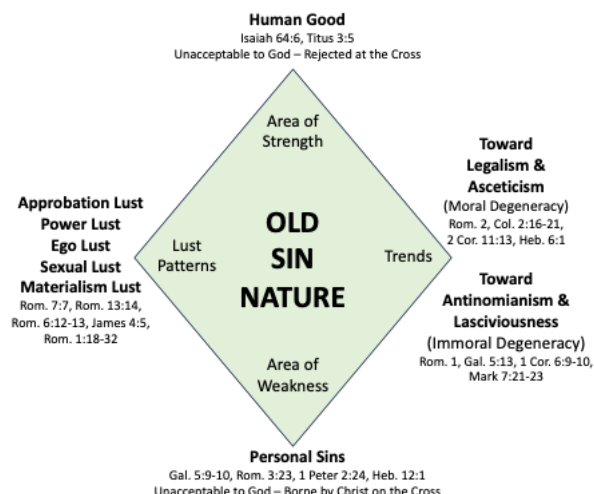 Human Good
Isaiah 64:6, Titus 3:5
Unacceptable to God – Rejected at the Cross
Area of
Strength
Approbation Lust
Power Lust
Ego Lust
Sexual Lust
Materialism Lust
Rom. 7:7, Rom. 13:14,
Rom. 6:12-13, James 4:5,
Rom. 1:18-32
Lust
Patterns
OLD
SIN
NATURE
Trends
Toward
Legalism &
Asceticism
(Moral Degeneracy)
Rom. 2, Col. 2:16-21,
2 Cor. 11:13, Heb. 6:1
Toward
Antinomianism &
Lasciviousness
(Immoral Degeneracy)
Rom. 1, Gal. 5:13, 1 Cor. 6:9-10,
Mark 7:21-23
Area of
Weakness
Personal Sins
Gal. 5:9-10, Rom. 3:23, 1 Peter 2:24, Heb. 12:1
Unacceptable to God – Borne by Christ on the Cross